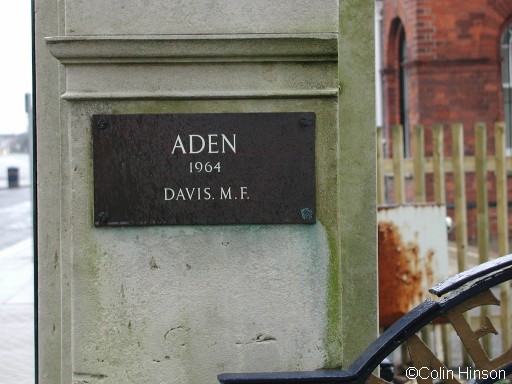 ADEN
1964
DAVIS. M.F.
©Colin Hinson